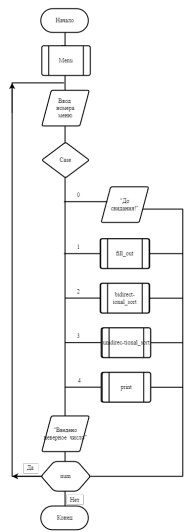 Начало
Menu
Ввод
номера
меню
Case
0
"До
свидания!"
1
fill_out
2
bidirect-
ional_sort
3
unidirec-tional_sort
4
print
"Введено
неверное число"
Да
num
Нет
Конец